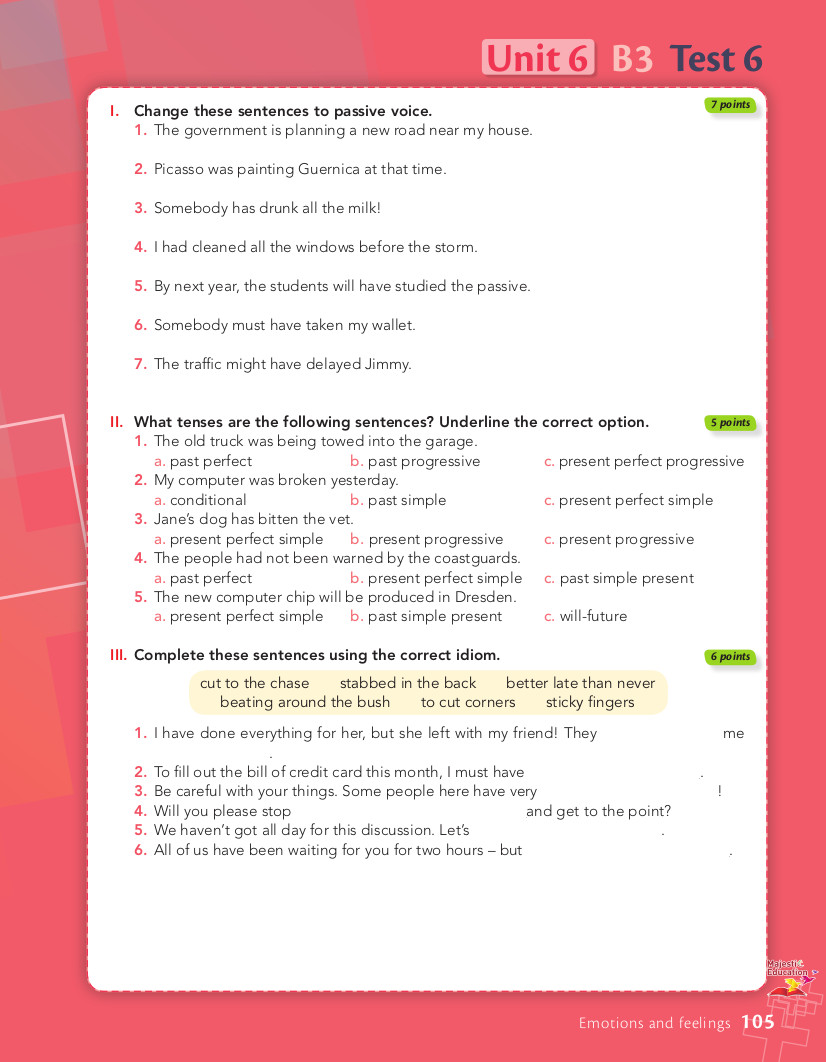 Unit 6 B3 Test 6
I. Change these sentences to passive voice. 7 points
1. The government is planning a new road near my house.
2. Picasso was painting Guernica at that time.
3. Somebody has drunk all the milk!
4. I had cleaned all the windows before the storm.
5. By next year, the students will have studied the passive.
6. Somebody must have taken my wallet.
7. The traffic might have delayed Jimmy.
II. What tenses are the following sentences? Underline the correct option. 5 points
1. The old truck was being towed into the garage.
a. past perfect b. past progressive c. present perfect progressive
2. My computer was broken yesterday.
a. conditional b. past simple c. present perfect simple
3. Jane's dog has bitten the vet.
a. present perfect simple b. present progressive c. present progressive
4. The people had not been warned by the coastguards.
a. past perfect b. present perfect simple c. past simple present
5. The new computer chip will be produced in Dresden.
a. present perfect simple b. past simple present c. will-future
III. Complete these sentences using the correct idiom. 6 points
cut to the chase stabbed in the back better late than never
beating around the bush to cut corners sticky fingers
1. I have done everything for her, but she left with my friend! They me
.
2. To fill out the bill of credit card this month, I must have .
3. Be careful with your things. Some people here have very !
4. Will you please stop and get to the point?
5. We haven't got all day for this discussion. Let's .
6. All of us have been waiting for you for two hours – but .
Majestic
Education
Emotions and feelings 105